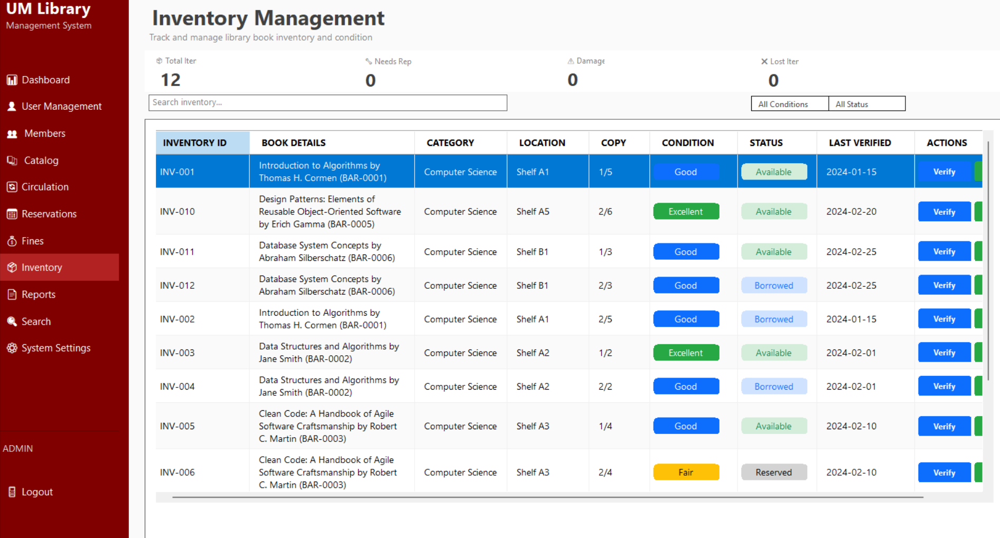 UM Library
Management System
Dashboard
User Management
Members
Catalog
Circulation
Reservations
Fines
Inventory
Reports
Search
System Settings
ADMIN
Logout
Inventory Management
Track and manage library book inventory and condition
Total Iter
12
Needs Rep
0
Damage
0
Lost Iter
0
Search inventory...
All Conditions
All Status
INVENTORY ID BOOK DETAILS CATEGORY LOCATION COPY CONDITION STATUS LAST VERIFIED ACTIONS
INV-001
Introduction to Algorithms by
Thomas H. Cormen (BAR-0001)
Computer Science Shelf A1 1/5 Good Available 2024-01-15 Verify
INV-010
Design Patterns: Elements of
Reusable Object-Oriented Software
by Erich Gamma (BAR-0005)
Computer Science Shelf A5 2/6 Excellent Available 2024-02-20 Verify
INV-011
Database System Concepts by
Abraham Silberschatz (BAR-0006)
Computer Science Shelf B1 1/3 Good Available 2024-02-25 Verify
INV-012
Database System Concepts by
Abraham Silberschatz (BAR-0006)
Computer Science Shelf B1 2/3 Good Borrowed 2024-02-25 Verify
INV-002
Introduction to Algorithms by
Thomas H. Cormen (BAR-0001)
Computer Science Shelf A1 2/5 Good Borrowed 2024-01-15 Verify
INV-003
Data Structures and Algorithms by
Jane Smith (BAR-0002)
Computer Science Shelf A2 1/2 Excellent Available 2024-02-01 Verify
INV-004
Data Structures and Algorithms by
Jane Smith (BAR-0002)
Computer Science Shelf A2 2/2 Good Borrowed 2024-02-01 Verify
INV-005
Clean Code: A Handbook of Agile
Software Craftsmanship by Robert
C. Martin (BAR-0003)
Computer Science Shelf A3 1/4 Good Available 2024-02-10 Verify
INV-006
Clean Code: A Handbook of Agile
Software Craftsmanship by Robert
C. Martin (BAR-0003)
Computer Science Shelf A3 2/4 Fair Reserved 2024-02-10 Verify